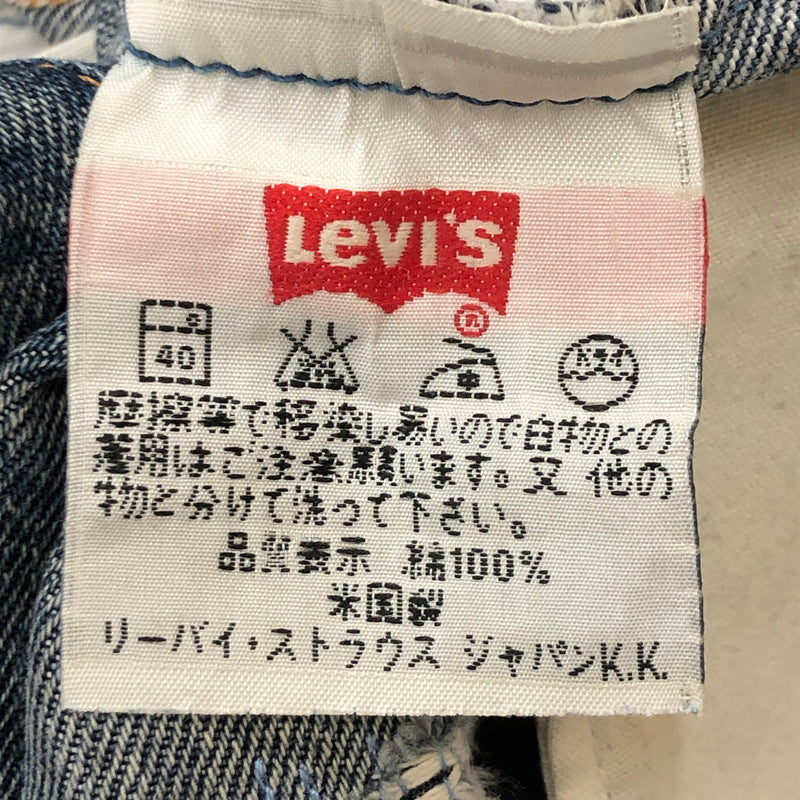 Levi's
®
40
ドライ
摩擦等で移染し易いので白物との
着用はご注意願います。又 他の
物と分けて洗って下さい。
品質表示 綿100%
米国製
リーバイ・ストラウス ジャパンK.K.